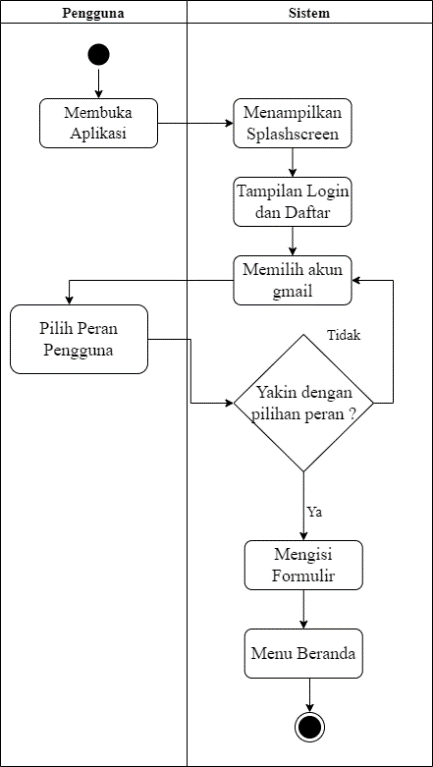 Pengguna
Sistem
Membuka
Aplikasi
Menampilkan
Splashscreen
Tampilan Login
dan Daftar
Memilih akun
gmail
Pilih Peran
Pengguna
Tidak
Yakin dengan
pilihan peran ?
Ya
Mengisi
Formulir
Menu Beranda